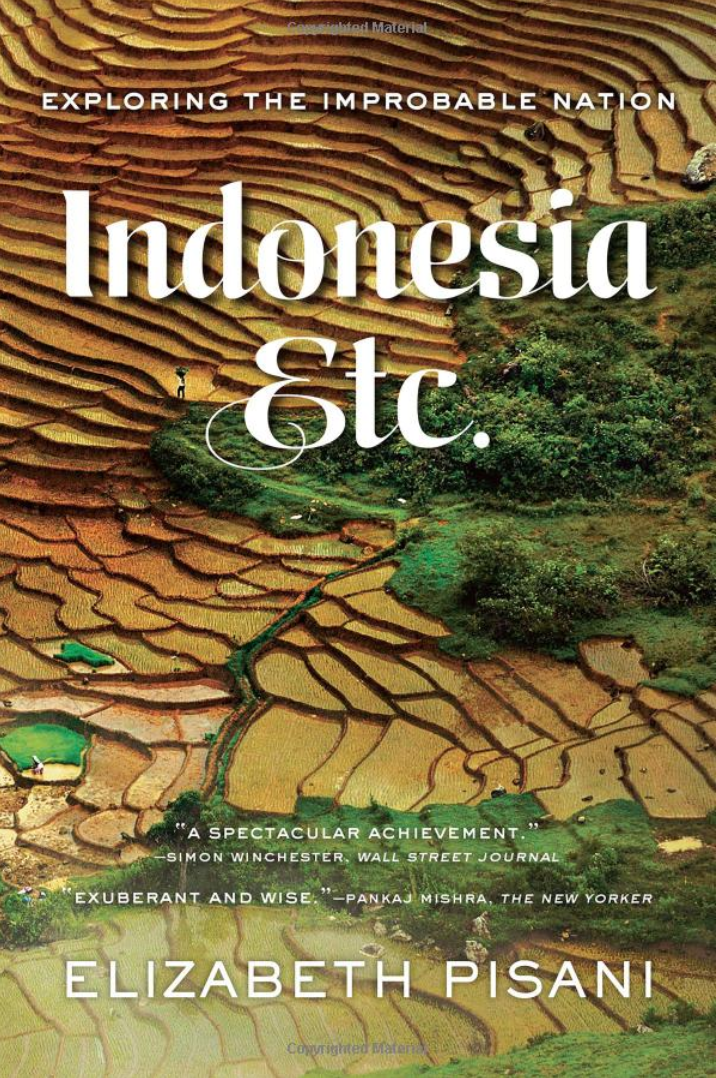 Copyrighted Material
EXPLORING THE IMPROBABLE NATION
Indonesia
Etc.
“A SPECTACULAR ACHIEVEMENT.”
—SIMON WINCHESTER, WALL STREET JOURNAL
“EXUBERANT AND WISE.”—PANKAJ MISHRA, THE NEW YORKER
ELIZABETH PISANI
Copyrighted Material